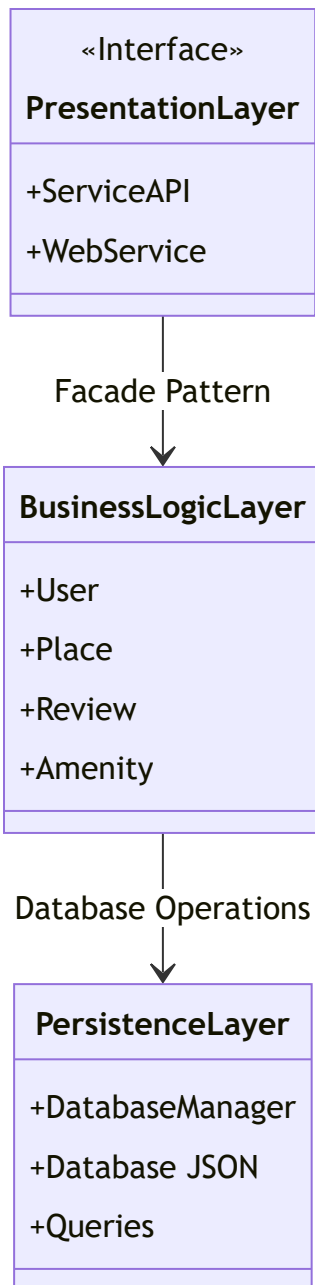 «Interface»
PresentationLayer
+ServiceAPI
+WebService
Facade Pattern
BusinessLogicLayer
+User
+Place
+Review
+Amenity
Database Operations
PersistenceLayer
+DatabaseManager
+Database JSON
+Queries